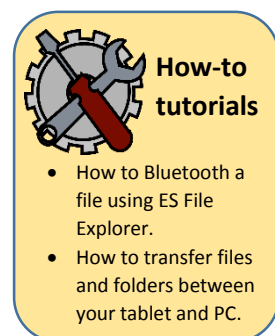 How-to
tutorials
• How to Bluetooth a
file using ES File
Explorer.
• How to transfer files
and folders between
your tablet and PC.